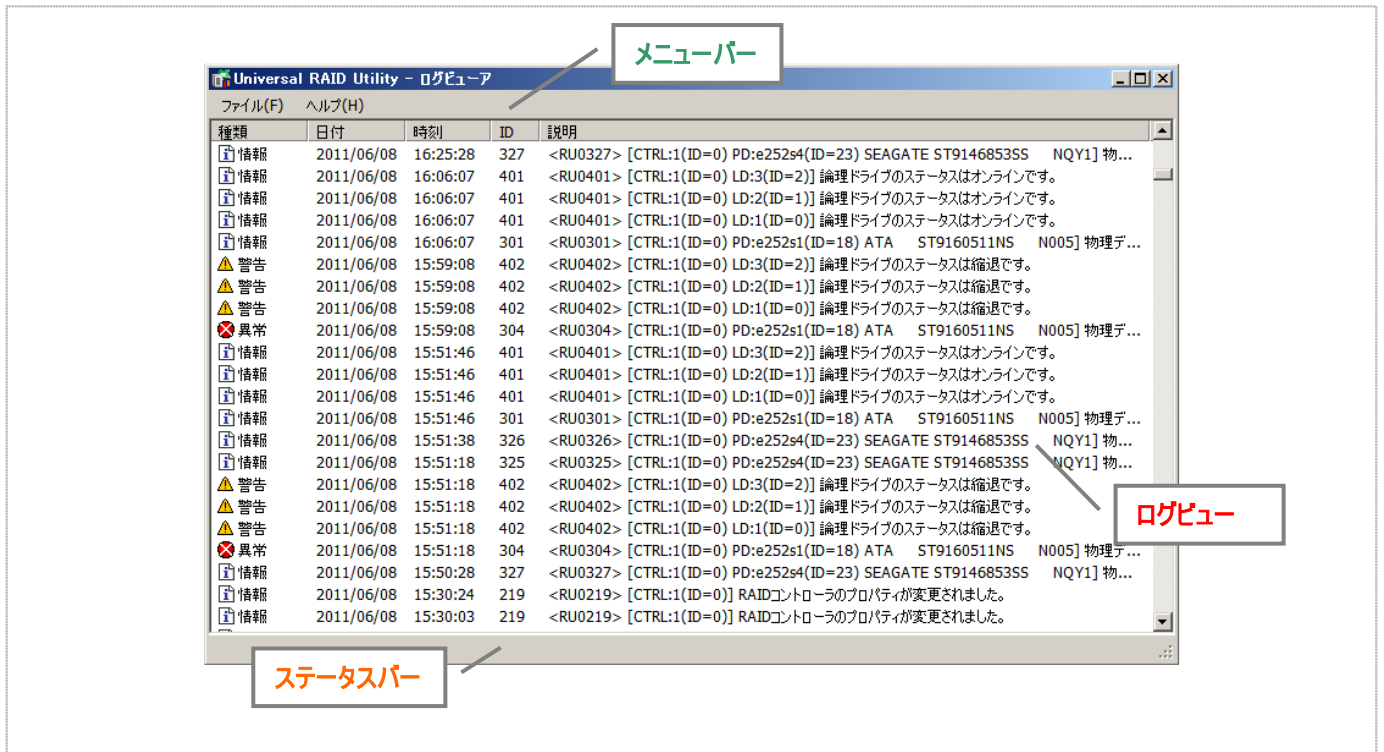 メニューバー
Universal RAID Utility - ログビューア
ファイル(F) ヘルプ(H)
種類 日付 時刻 ID 説明
情報 2011/06/08 16:25:28 327 <RU0327> [CTRL:1(ID=0) PD:e252s4(ID=23) SEAGATE ST9146853SS NQY1] 物...
情報 2011/06/08 16:06:07 401 <RU0401> [CTRL:1(ID=0) LD:3(ID=2)] 論理ドライブのステータスはオンラインです。
情報 2011/06/08 16:06:07 401 <RU0401> [CTRL:1(ID=0) LD:2(ID=1)] 論理ドライブのステータスはオンラインです。
情報 2011/06/08 16:06:07 401 <RU0401> [CTRL:1(ID=0) LD:1(ID=0)] 論理ドライブのステータスはオンラインです。
情報 2011/06/08 16:06:07 301 <RU0301> [CTRL:1(ID=0) PD:e252s1(ID=18) ATA ST9160511NS N005] 物理デ...
警告 2011/06/08 15:59:08 402 <RU0402> [CTRL:1(ID=0) LD:3(ID=2)] 論理ドライブのステータスは縮退です。
警告 2011/06/08 15:59:08 402 <RU0402> [CTRL:1(ID=0) LD:2(ID=1)] 論理ドライブのステータスは縮退です。
警告 2011/06/08 15:59:08 402 <RU0402> [CTRL:1(ID=0) LD:1(ID=0)] 論理ドライブのステータスは縮退です。
異常 2011/06/08 15:59:08 304 <RU0304> [CTRL:1(ID=0) PD:e252s1(ID=18) ATA ST9160511NS N005] 物理デ...
情報 2011/06/08 15:51:46 401 <RU0401> [CTRL:1(ID=0) LD:3(ID=2)] 論理ドライブのステータスはオンラインです。
情報 2011/06/08 15:51:46 401 <RU0401> [CTRL:1(ID=0) LD:2(ID=1)] 論理ドライブのステータスはオンラインです。
情報 2011/06/08 15:51:46 401 <RU0401> [CTRL:1(ID=0) LD:1(ID=0)] 論理ドライブのステータスはオンラインです。
情報 2011/06/08 15:51:46 301 <RU0301> [CTRL:1(ID=0) PD:e252s1(ID=18) ATA ST9160511NS N005] 物理デ...
情報 2011/06/08 15:51:38 326 <RU0326> [CTRL:1(ID=0) PD:e252s4(ID=23) SEAGATE ST9146853SS NQY1] 物...
情報 2011/06/08 15:51:18 325 <RU0325> [CTRL:1(ID=0) PD:e252s4(ID=23) SEAGATE ST9146853SS NQY1] 物...
警告 2011/06/08 15:51:18 402 <RU0402> [CTRL:1(ID=0) LD:3(ID=2)] 論理ドライブのステータスは縮退です。
警告 2011/06/08 15:51:18 402 <RU0402> [CTRL:1(ID=0) LD:2(ID=1)] 論理ドライブのステータスは縮退です。
警告 2011/06/08 15:51:18 402 <RU0402> [CTRL:1(ID=0) LD:1(ID=0)] 論理ドライブのステータスは縮退です。
異常 2011/06/08 15:51:18 304 <RU0304> [CTRL:1(ID=0) PD:e252s1(ID=18) ATA ST9160511NS N005] 物理デ...
情報 2011/06/08 15:50:28 327 <RU0327> [CTRL:1(ID=0) PD:e252s4(ID=23) SEAGATE ST9146853SS NQY1] 物...
情報 2011/06/08 15:30:24 219 <RU0219> [CTRL:1(ID=0)] RAIDコントローラのプロパティが変更されました。
情報 2011/06/08 15:30:03 219 <RU0219> [CTRL:1(ID=0)] RAIDコントローラのプロパティが変更されました。
ログビュー
ステータスバー